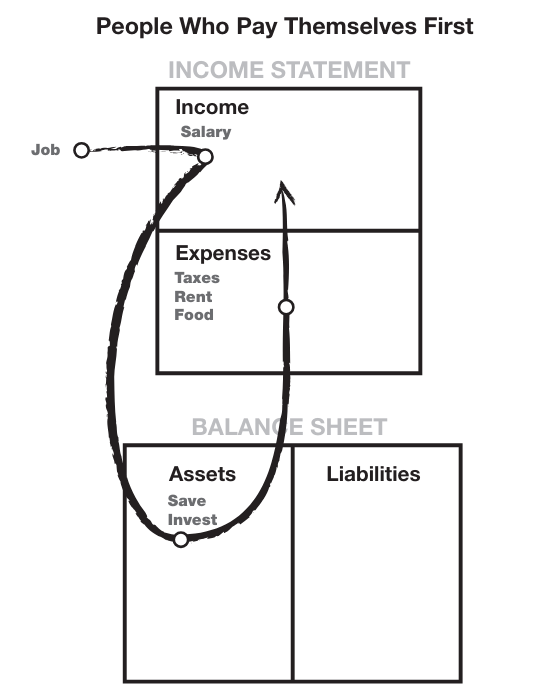 People Who Pay Themselves First
INCOME STATEMENT
Income
Salary
Job
Expenses
Taxes
Rent
Food
BALANCE SHEET
Assets
Save
Invest
Liabilities